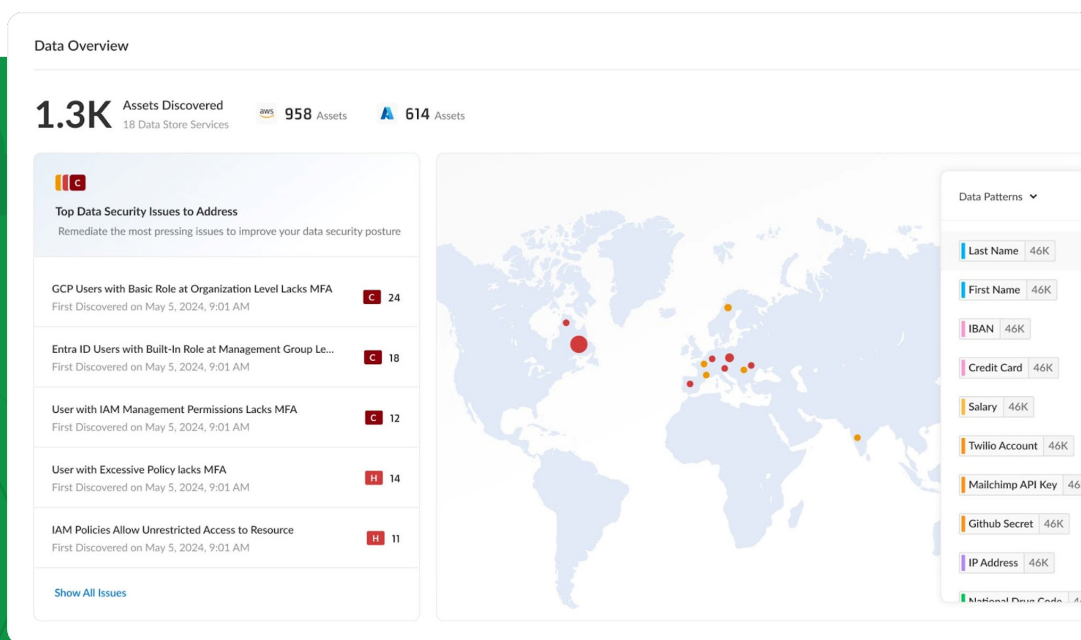 Data Overview
1.3K
Assets Discovered
18 Data Store Services
aws
958 Assets
614 Assets
C
Top Data Security Issues to Address
Remediate the most pressing issues to improve your data security posture
GCP Users with Basic Role at Organization Level Lacks MFA
First Discovered on May 5, 2024, 9:01 AM
C 24
Entra ID Users with Built-In Role at Management Group Le...
First Discovered on May 5, 2024, 9:01 AM
C 18
User with IAM Management Permissions Lacks MFA
First Discovered on May 5, 2024, 9:01 AM
C 12
User with Excessive Policy lacks MFA
First Discovered on May 5, 2024, 9:01 AM
H 14
IAM Policies Allow Unrestricted Access to Resource
First Discovered on May 5, 2024, 9:01 AM
H 11
Show All Issues
Data Patterns
Last Name 46K
First Name 46K
IBAN 46K
Credit Card 46K
Salary 46K
Twilio Account 46K
Mailchimp API Key 46
Github Secret 46K
IP Address 46K
National Drug Code